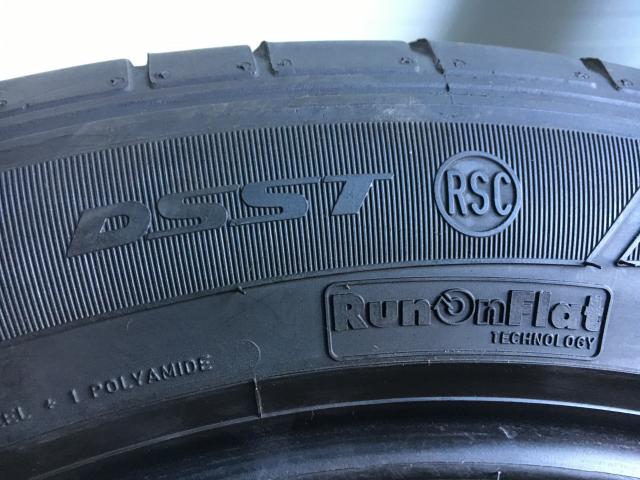 DSST
RSC
RunOnFlat
TECHNOLOGY
+ 1 POLYAMIDE